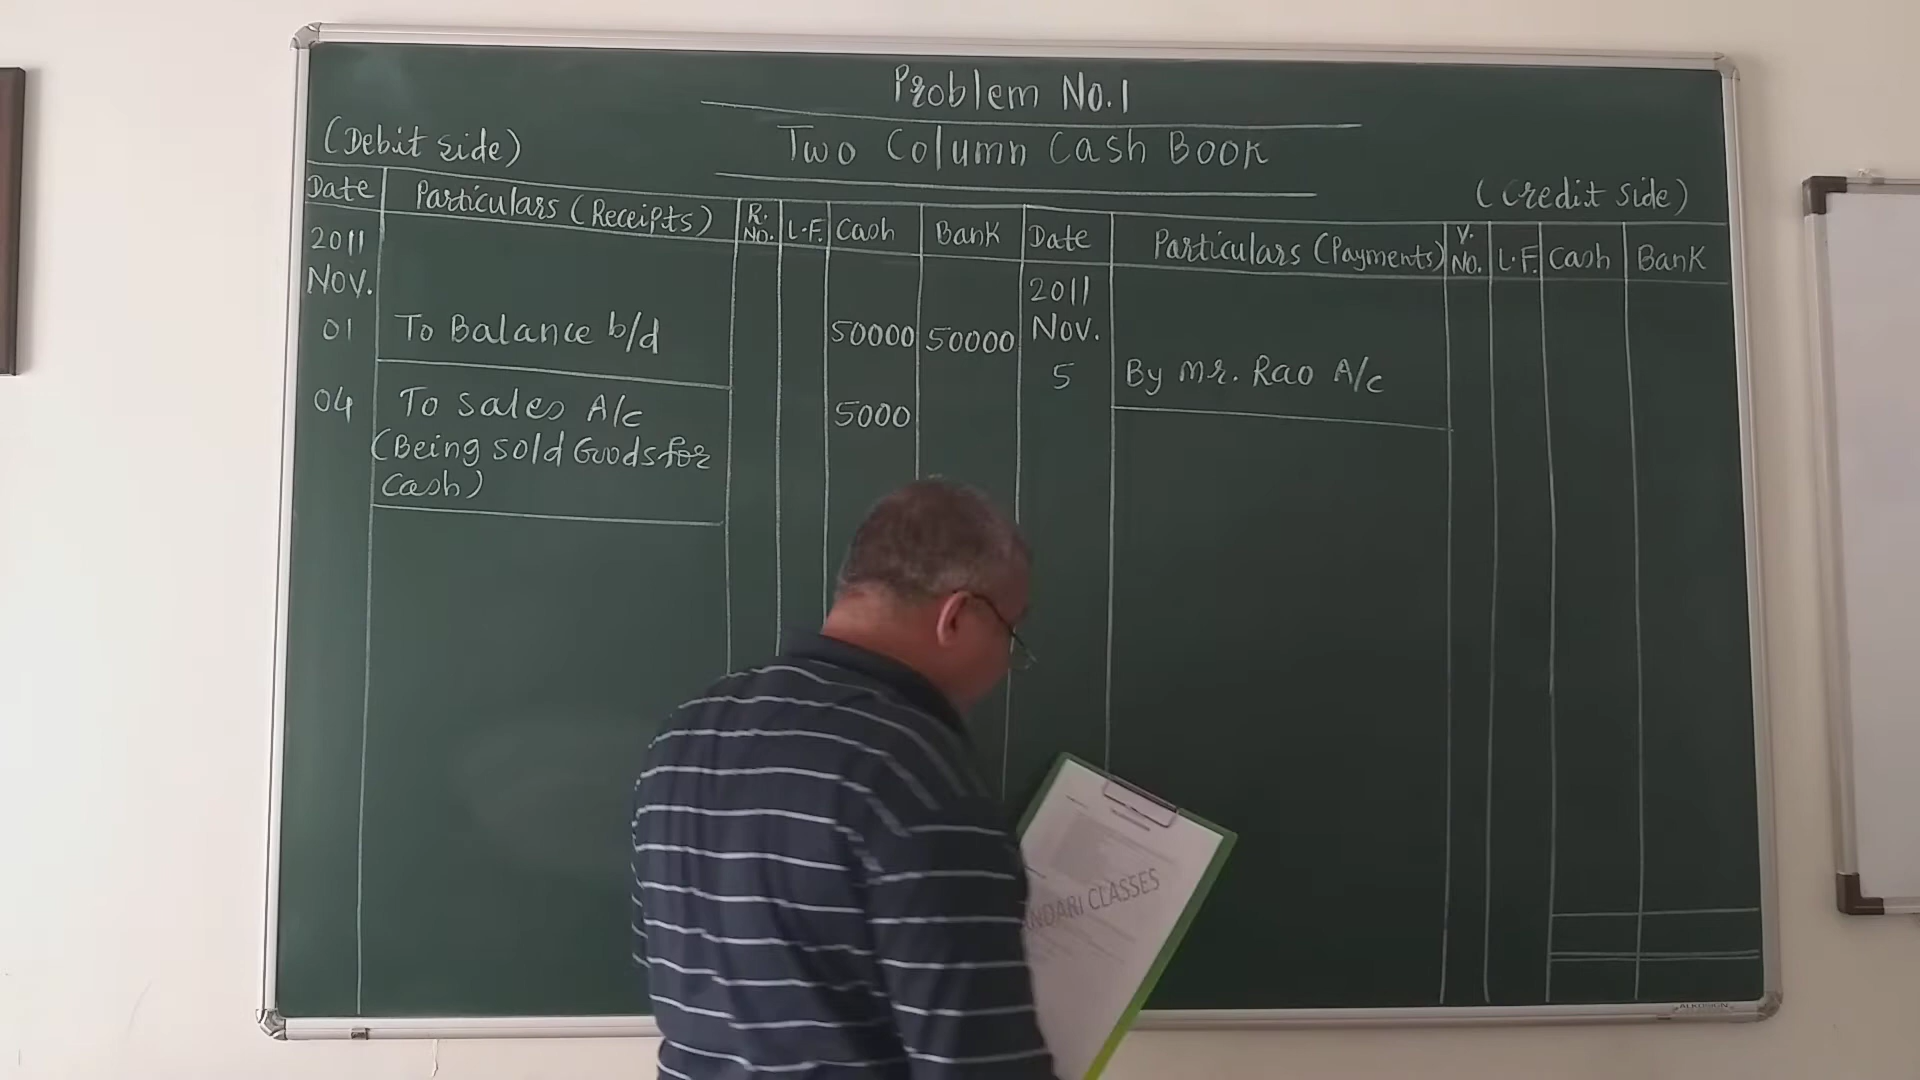 Problem No.1
Two Column Cash Book
(Debit side)
(Credit side)
Date Particulars (Receipts) R. No. L.F. Cash Bank Date Particulars (Payments) V. No. L.F. Cash Bank
2011
Nov.
01 To Balance b/d 50000 50000
04 To Sales A/c 5000
(Being sold Goods for
Cash)
2011
Nov.
5 By Mr. Rao A/c
NDARI CLASSES